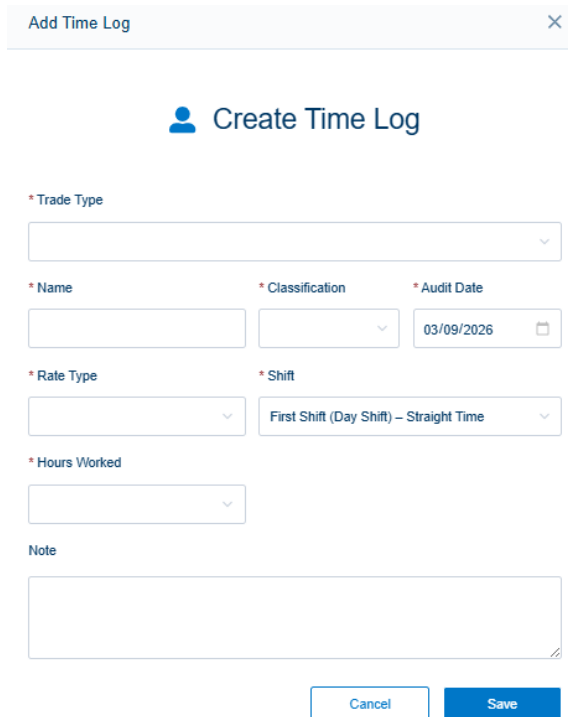 Add Time Log
Create Time Log
* Trade Type
* Name * Classification * Audit Date
03/09/2026
* Rate Type * Shift
First Shift (Day Shift) – Straight Time
* Hours Worked
Note
Cancel Save